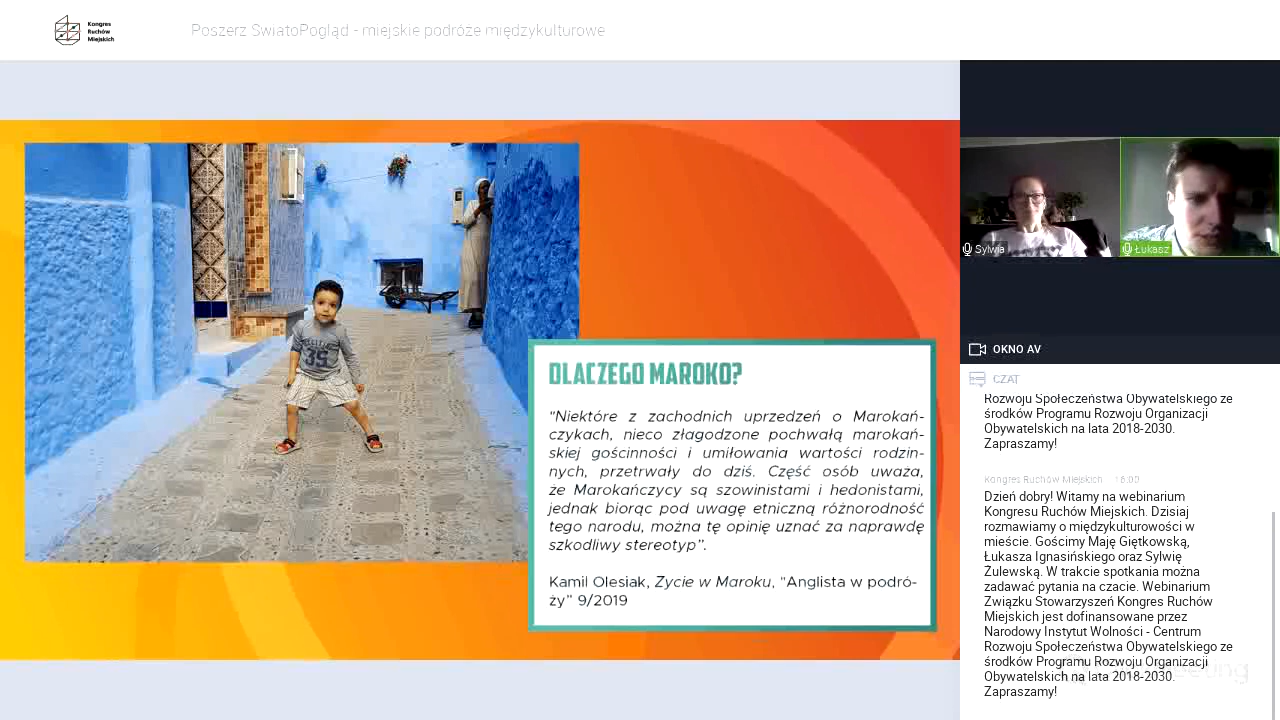 Kongres
Ruchów
Miejskich
Poszerz SwiatoPogląd - miejskie podróże międzykulturowe
35
DLACZEGO MAROKO?
"Niektóre z zachodnich uprzedzeń o Marokań-
czykach, nieco złagodzone pochwałą marokań-
skiej gościnności i umiłowania wartości rodzin-
nych, przetrwały do dziś. Część osób uważa,
że Marokańczycy są szowinistami i hedonistami,
jednak biorąc pod uwagę etniczną różnorodność
tego narodu, można tę opinię uznać za naprawdę
szkodliwy stereotyp".
Kamil Olesiak, Życie w Maroku, "Anglista w podró-
ży" 9/2019
Sylwia
Łukasz
OKNO AV
CZAT
Rozwoju Społeczeństwa Obywatelskiego ze
środków Programu Rozwoju Organizacji
Obywatelskich na lata 2018-2030.
Zapraszamy!
Kongres Ruchów Miejskich
Dzień dobry! Witamy na webinarium
Kongresu Ruchów Miejskich. Dzisiaj
rozmawiamy o międzykulturowości w
mieście. Gościmy Maję Giętkowską,
Łukasza Ignasińskiego oraz Sylwię
Żulewską. W trakcie spotkania można
zadawać pytania na czacie. Webinarium
Związku Stowarzyszeń Kongres Ruchów
Miejskich jest dofinansowane przez
Narodowy Instytut Wolności - Centrum
Rozwoju Społeczeństwa Obywatelskiego ze
środków Programu Rozwoju Organizacji
Obywatelskich na lata 2018-2030.
Zapraszamy!